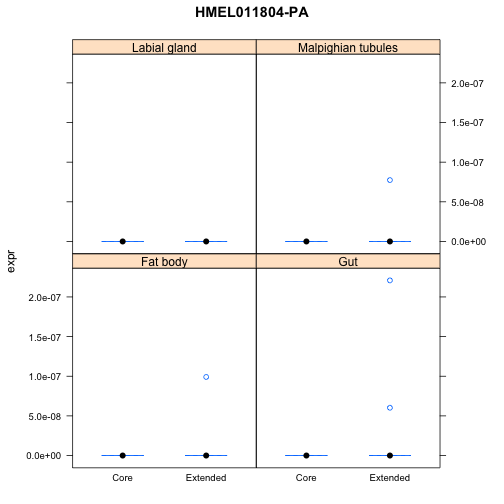 HMEL011804-PA
Labial gland Malpighian tubules
2.0e-07
1.5e-07
1.0e-07
5.0e-08
0.0e+00
expr
Fat body Gut
2.0e-07
1.5e-07
1.0e-07
5.0e-08
0.0e+00
Core Extended Core Extended